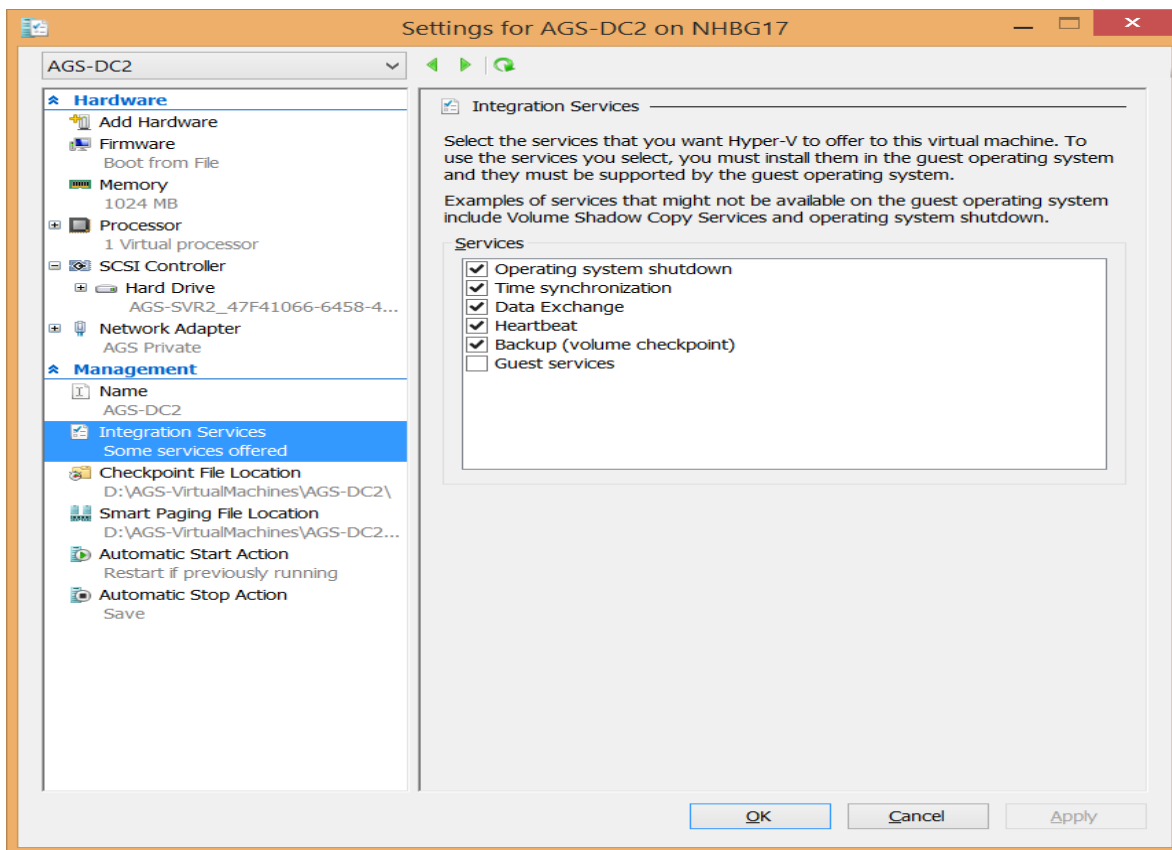 Settings for AGS-DC2 on NHBG17
AGS-DC2
Hardware
Add Hardware
Firmware
Boot from File
Memory
1024 MB
Processor
1 Virtual processor
SCSI Controller
Hard Drive
AGS-SVR2_47F41066-6458-4...
Network Adapter
AGS Private
Management
Name
AGS-DC2
Integration Services
Some services offered
Checkpoint File Location
D:\AGS-VirtualMachines\AGS-DC2\
Smart Paging File Location
D:\AGS-VirtualMachines\AGS-DC2...
Automatic Start Action
Restart if previously running
Automatic Stop Action
Save
Integration Services
Select the services that you want Hyper-V to offer to this virtual machine. To
use the services you select, you must install them in the guest operating system
and they must be supported by the guest operating system.
Examples of services that might not be available on the guest operating system
include Volume Shadow Copy Services and operating system shutdown.
Services
Operating system shutdown
Time synchronization
Data Exchange
Heartbeat
Backup (volume checkpoint)
Guest services
OK
Cancel
Apply